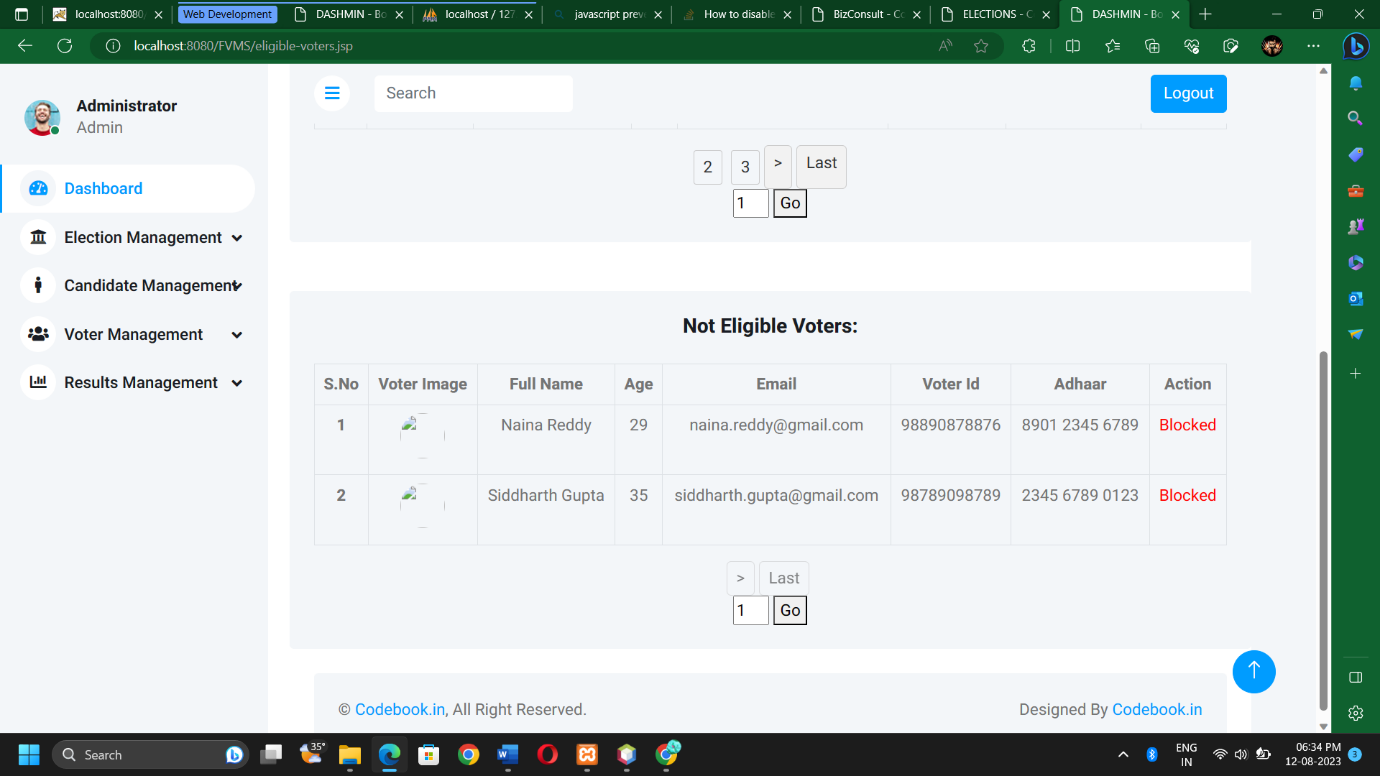 localhost:8080/
Web Development
DASHMIN - Bo
localhost / 127
javascript prev
How to disable
BizConsult - Co
ELECTIONS - C
DASHMIN - Bo
localhost:8080/FVMS/eligible-voters.jsp
Administrator
Admin
Search
Logout
Dashboard
Election Management
Candidate Management
Voter Management
Results Management
2 3 > Last
1 Go
Not Eligible Voters:
S.No Voter Image Full Name Age Email Voter Id Adhaar Action
1 Naina Reddy 29 naina.reddy@gmail.com 98890878876 8901 2345 6789 Blocked
2 Siddharth Gupta 35 siddharth.gupta@gmail.com 98789098789 2345 6789 0123 Blocked
> Last
1 Go
© Codebook.in, All Right Reserved.
Designed By Codebook.in
Search
35°
ENG
IN
06:34 PM
12-08-2023
3